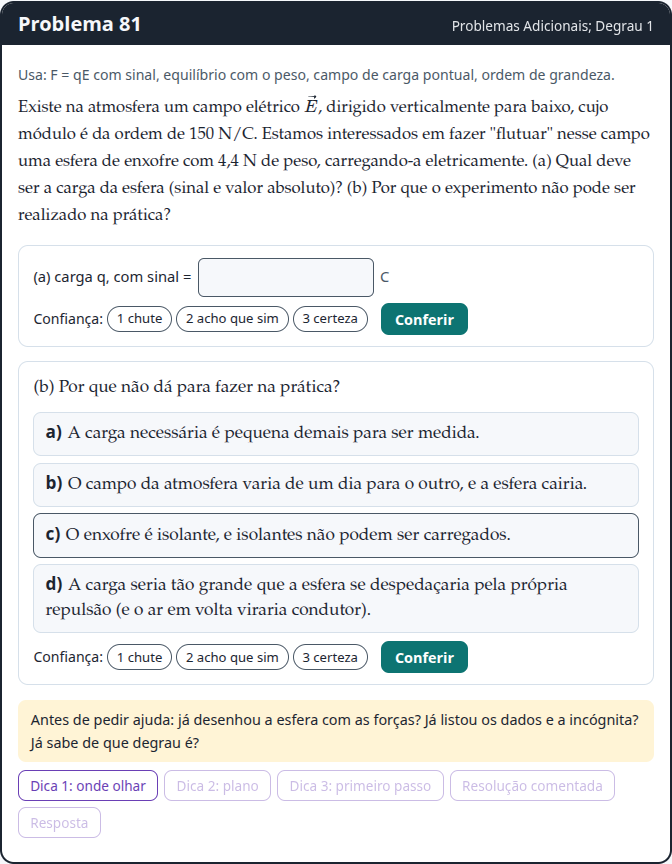 Problema 81
Problemas Adicionais; Degrau 1
Usa: F = qE com sinal, equilíbrio com o peso, campo de carga pontual, ordem de grandeza.
Existe na atmosfera um campo elétrico E⃗, dirigido verticalmente para baixo, cujo
módulo é da ordem de 150 N/C. Estamos interessados em fazer "flutuar" nesse campo
uma esfera de enxofre com 4,4 N de peso, carregando-a eletricamente. (a) Qual deve
ser a carga da esfera (sinal e valor absoluto)? (b) Por que o experimento não pode ser
realizado na prática?
(a) carga q, com sinal =
C
Confiança: 1 chute 2 acho que sim 3 certeza Conferir
(b) Por que não dá para fazer na prática?
a) A carga necessária é pequena demais para ser medida.
b) O campo da atmosfera varia de um dia para o outro, e a esfera cairia.
c) O enxofre é isolante, e isolantes não podem ser carregados.
d) A carga seria tão grande que a esfera se despedaçaria pela própria
repulsão (e o ar em volta viraria condutor).
Confiança: 1 chute 2 acho que sim 3 certeza Conferir
Antes de pedir ajuda: já desenhou a esfera com as forças? Já listou os dados e a incógnita?
Já sabe de que degrau é?
Dica 1: onde olhar Dica 2: plano Dica 3: primeiro passo Resolução comentada
Resposta